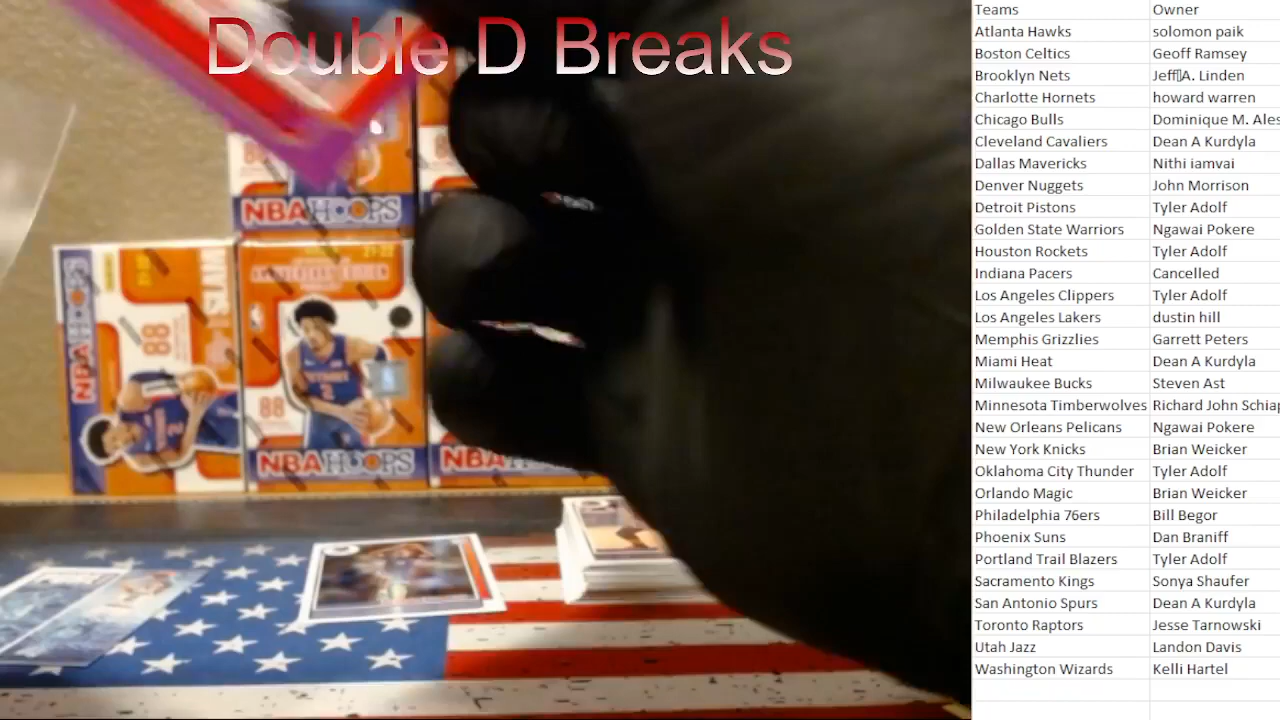 Double D Breaks
NBA HOOPS
NBA HOOPS
88
ANNIVERSARY EDITION
88
NBA HOOPS
Teams Owner
Atlanta Hawks solomon paik
Boston Celtics Geoff Ramsey
Brooklyn Nets Jeff A. Linden
Charlotte Hornets howard warren
Chicago Bulls Dominique M. Ales
Cleveland Cavaliers Dean A Kurdyla
Dallas Mavericks Nithi iamvai
Denver Nuggets John Morrison
Detroit Pistons Tyler Adolf
Golden State Warriors Ngawai Pokere
Houston Rockets Tyler Adolf
Indiana Pacers Cancelled
Los Angeles Clippers Tyler Adolf
Los Angeles Lakers dustin hill
Memphis Grizzlies Garrett Peters
Miami Heat Dean A Kurdyla
Milwaukee Bucks Steven Ast
Minnesota Timberwolves Richard John Schiap
New Orleans Pelicans Ngawai Pokere
New York Knicks Brian Weicker
Oklahoma City Thunder Tyler Adolf
Orlando Magic Brian Weicker
Philadelphia 76ers Bill Begor
Phoenix Suns Dan Braniff
Portland Trail Blazers Tyler Adolf
Sacramento Kings Sonya Shaufer
San Antonio Spurs Dean A Kurdyla
Toronto Raptors Jesse Tarnowski
Utah Jazz Landon Davis
Washington Wizards Kelli Hartel